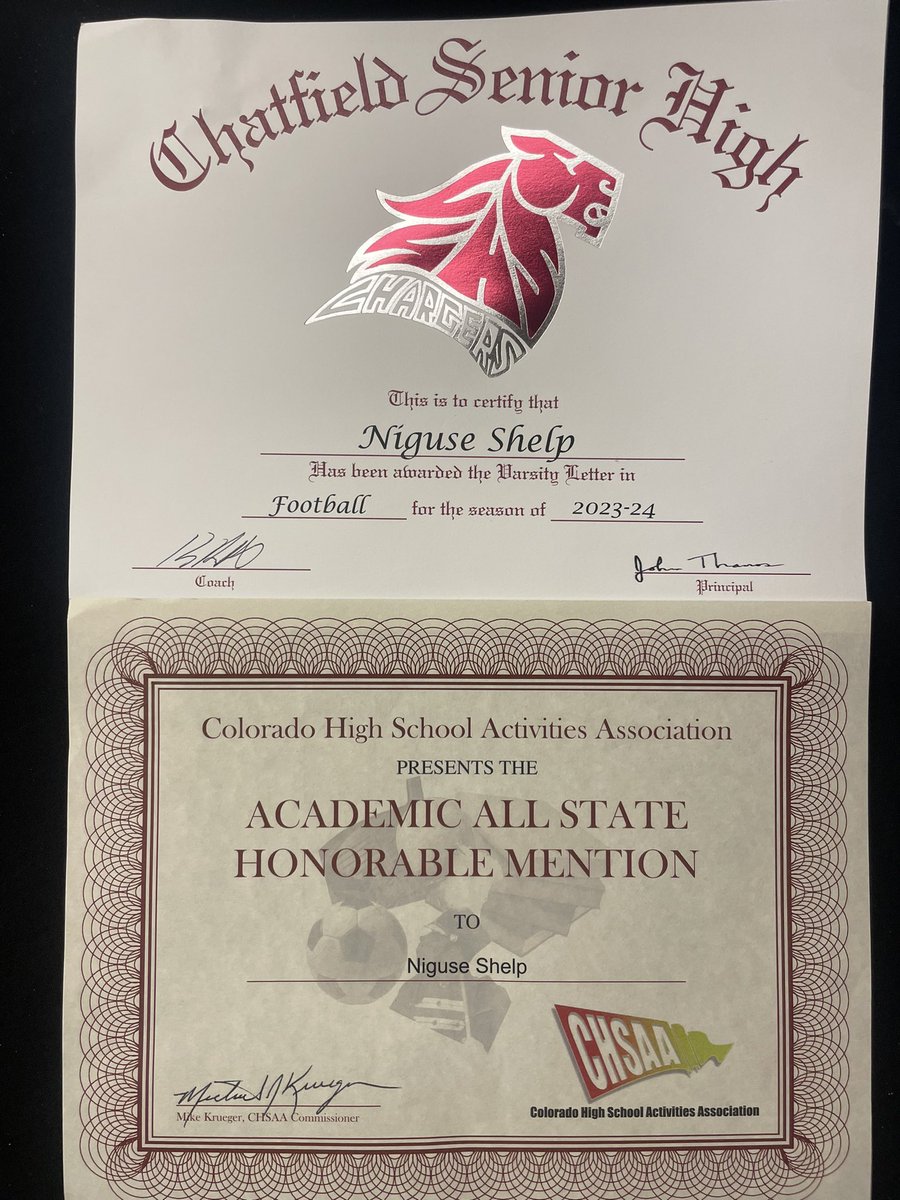 Chatfield Senior High
CHARGERS
This is to certify that
Niguse Shelp
Has been awarded the Varsity Letter in
Football for the season of 2023-24
John Thanos
Coach Principal
Colorado High School Activities Association
PRESENTS THE
ACADEMIC ALL STATE
HONORABLE MENTION
TO
Niguse Shelp
CHSAA
Mike Krueger, CHSAA Commissioner
Colorado High School Activities Association